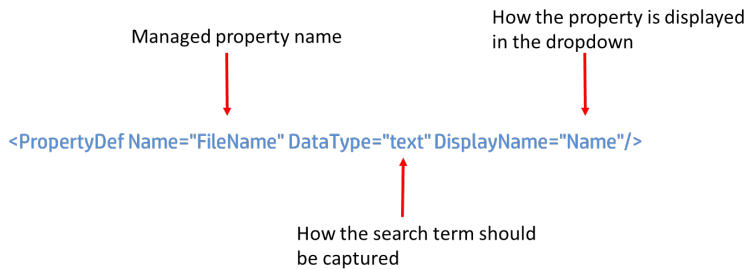 How the property is displayed
in the dropdown
Managed property name
<PropertyDef Name="FileName" DataType="text" DisplayName="Name"/>
How the search term should
be captured